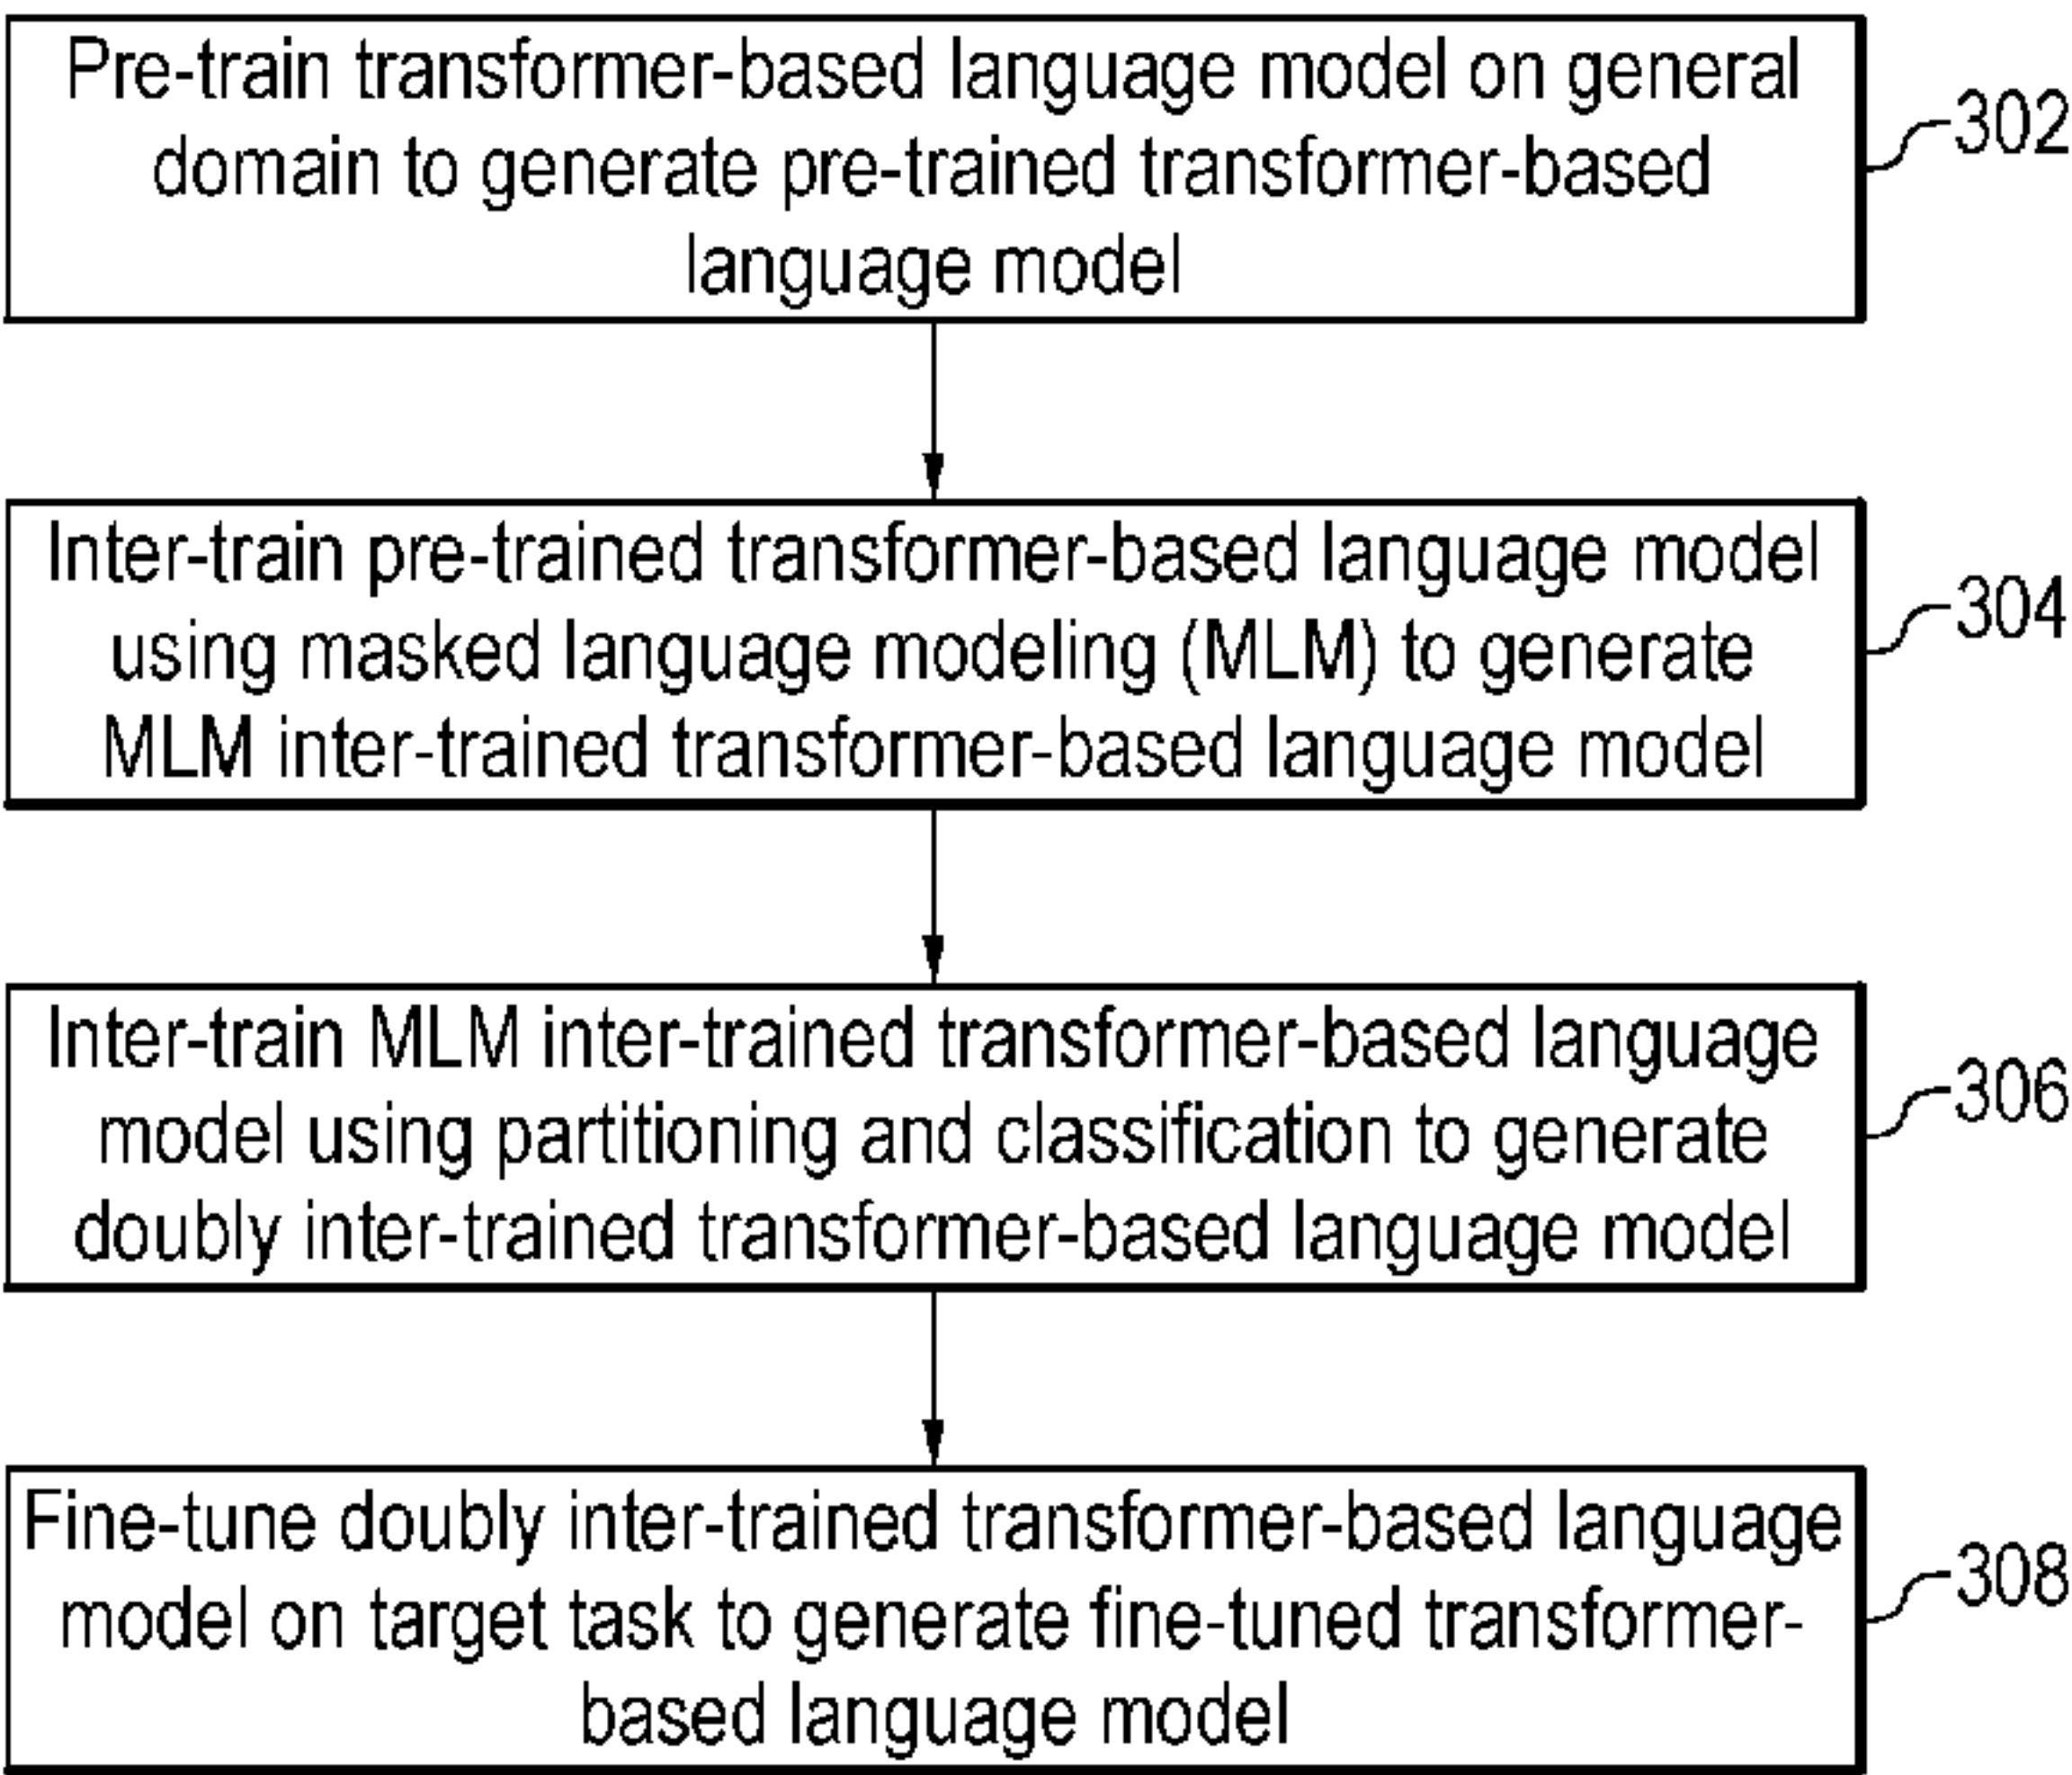 Pre-train transformer-based language model on general
domain to generate pre-trained transformer-based
language model
302
Inter-train pre-trained transformer-based language model
using masked language modeling (MLM) to generate
MLM inter-trained transformer-based language model
304
Inter-train MLM inter-trained transformer-based language
model using partitioning and classification to generate
doubly inter-trained transformer-based language model
306
Fine-tune doubly inter-trained transformer-based language
model on target task to generate fine-tuned transformer-
based language model
308